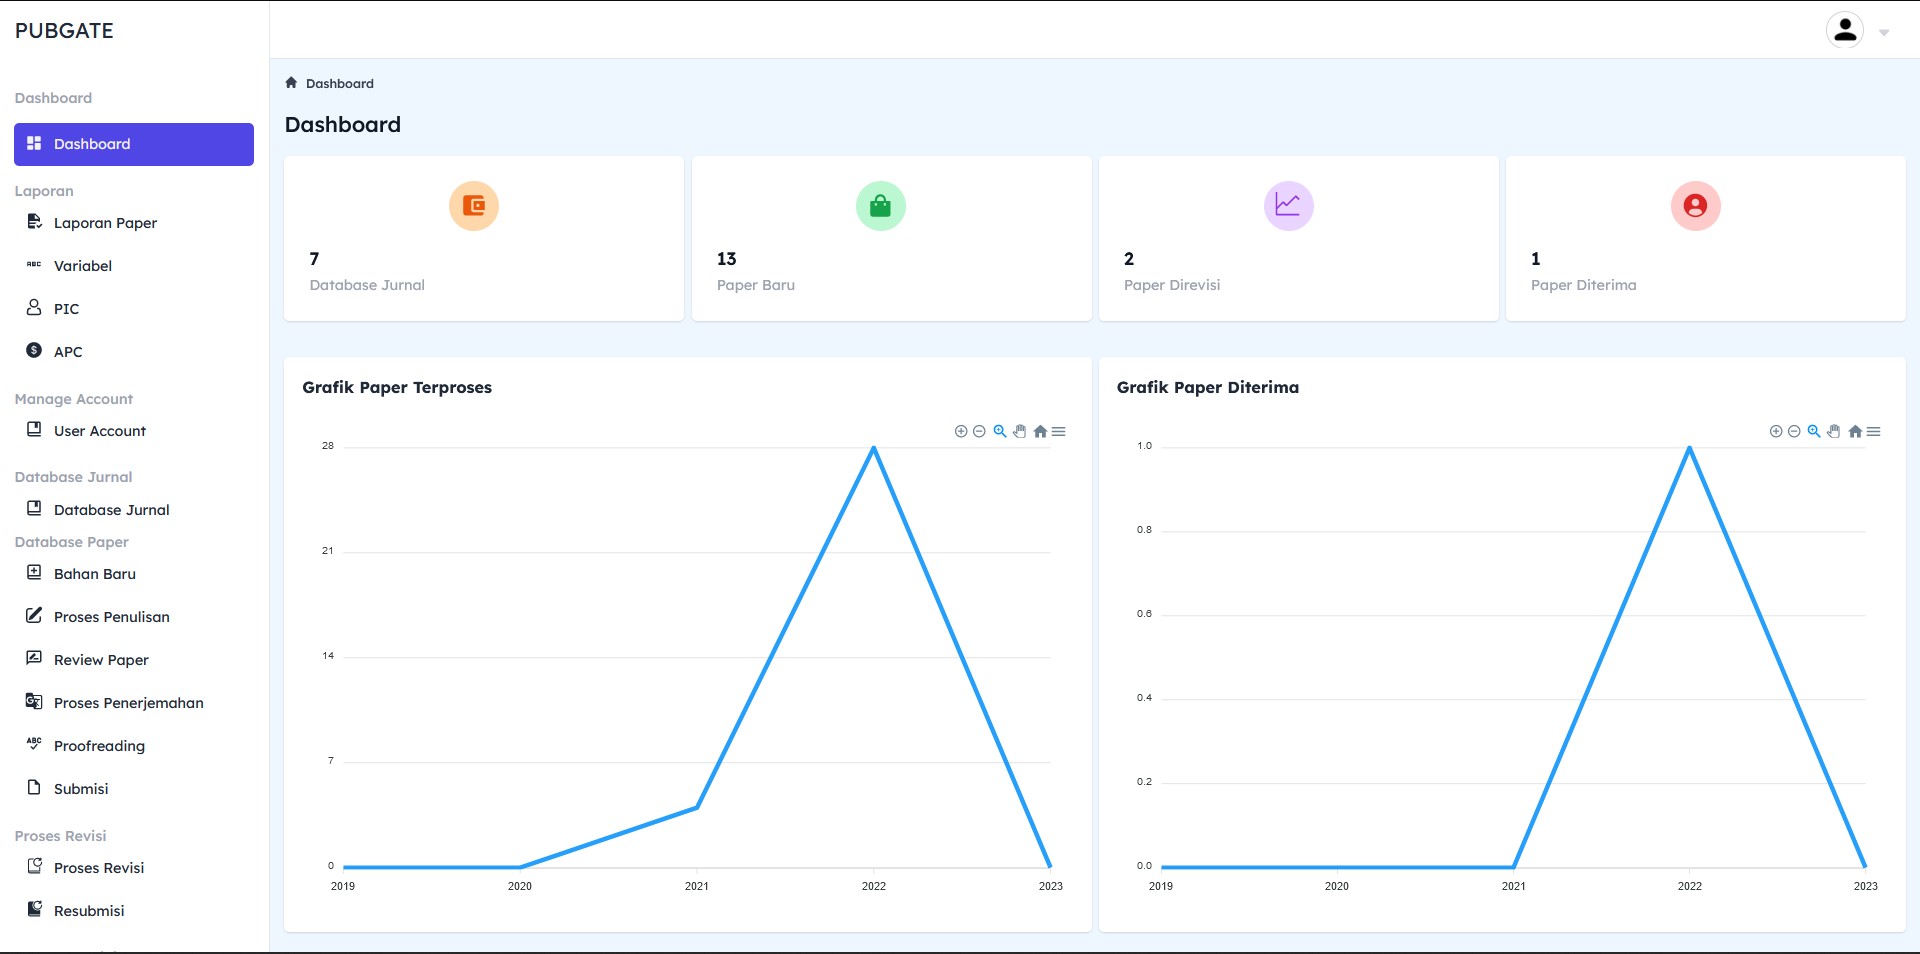 PUBGATE
Dashboard
Dashboard
Laporan
Laporan Paper
Variabel
PIC
APC
Manage Account
User Account
Database Jurnal
Database Jurnal
Database Paper
Bahan Baru
Proses Penulisan
Review Paper
Proses Penerjemahan
Proofreading
Submisi
Proses Revisi
Proses Revisi
Resubmisi
Dashboard
Dashboard
7
Database Jurnal
13
Paper Baru
2
Paper Direvisi
1
Paper Diterima
Grafik Paper Terproses
28
21
14
7
0
2019 2020 2021 2022 2023
Grafik Paper Diterima
1.0
0.8
0.6
0.4
0.2
0.0
2019 2020 2021 2022 2023